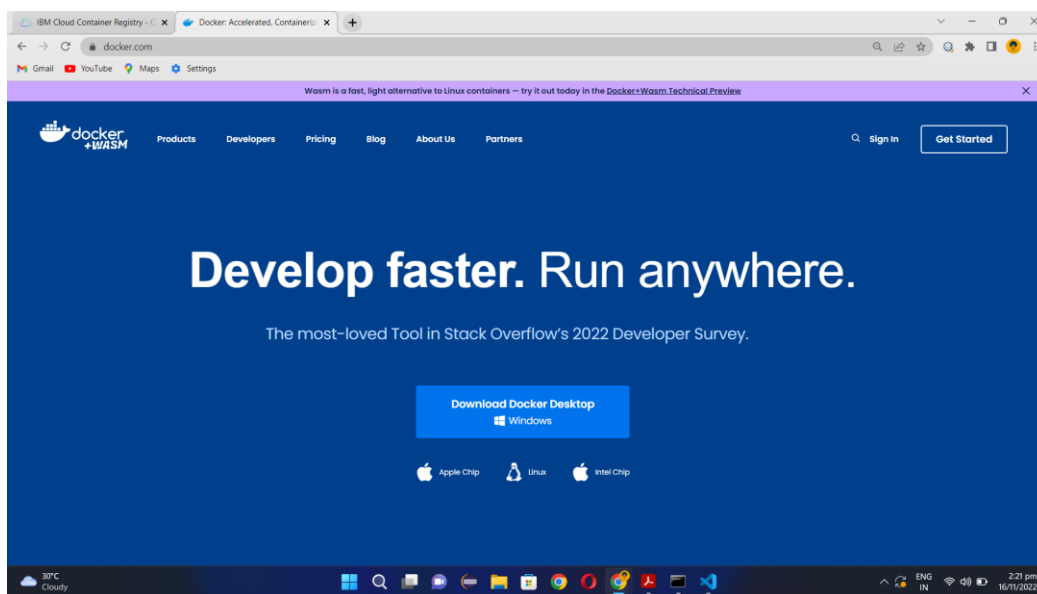 IBM Cloud Container Registry - C
Docker: Accelerated, Containeriz
docker.com
Gmail YouTube Maps Settings
Wasm is a fast, light alternative to Linux containers — try it out today in the Docker+Wasm Technical Preview
docker
+WASM
Products Developers Pricing Blog About Us Partners Sign In Get Started
Develop faster. Run anywhere.
The most-loved Tool in Stack Overflow's 2022 Developer Survey.
Download Docker Desktop
Windows
Apple Chip Linux Intel Chip
30°C
Cloudy
ENG
IN
2:21 pm
16/11/2022